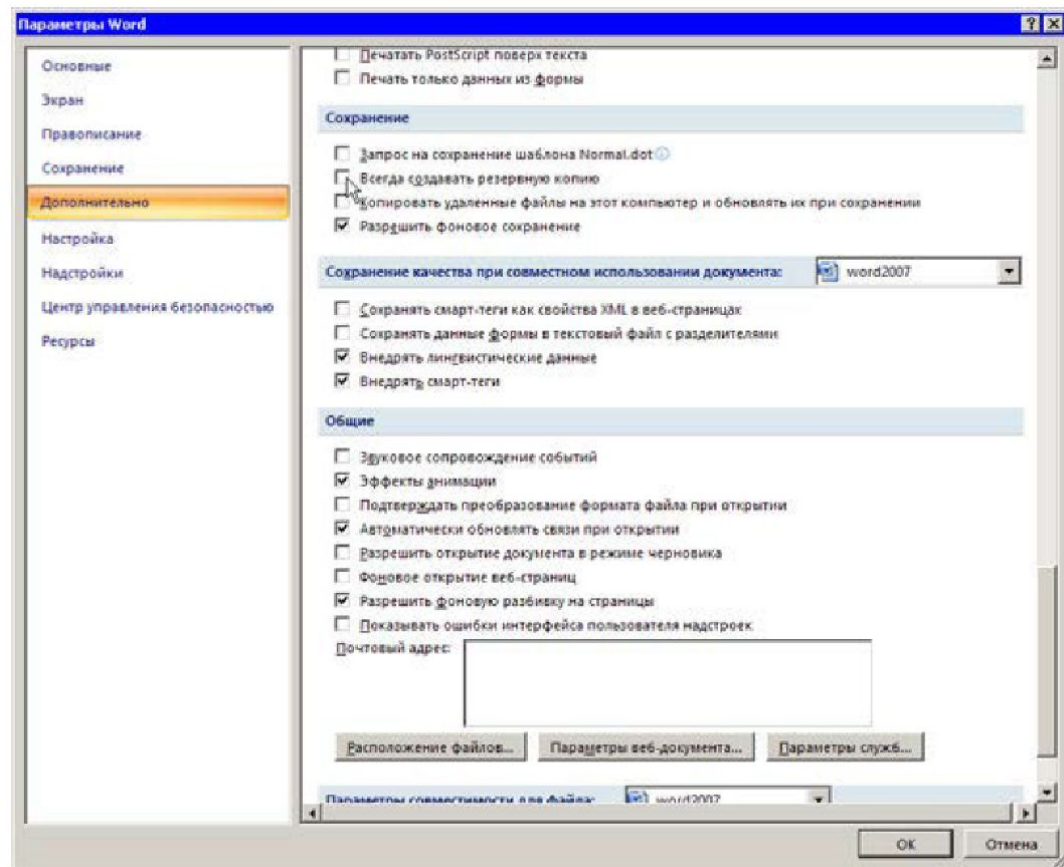 Параметры Word
Основные
Экран
Правописание
Сохранение
Дополнительно
Настройка
Надстройки
Центр управления безопасностью
Ресурсы
Печатать PostScript поверх текста
Печать только данных из формы
Сохранение
Запрос на сохранение шаблона Normal.dot
Всегда создавать резервную копию
Копировать удаленные файлы на этот компьютер и обновлять их при сохранении
Разрешить фоновое сохранение
Сохранение качества при совместном использовании документа: word2007
Сохранять смарт-теги как свойства XML в веб-страницах
Сохранять данные формы в текстовый файл с разделителями
Внедрять лингвистические данные
Внедрять смарт-теги
Общие
Звуковое сопровождение событий
Эффекты анимации
Подтверждать преобразование формата файла при открытии
Автоматически обновлять связи при открытии
Разрешить открытие документа в режиме черновика
Фоновое открытие веб-страниц
Разрешить фоновую разбивку на страницы
Показывать ошибки интерфейса пользователя надстроек
Почтовый адрес:
Расположение файлов... Параметры веб-документа... Параметры служб...
Параметры совместимости для файла: word2007
ОК Отмена